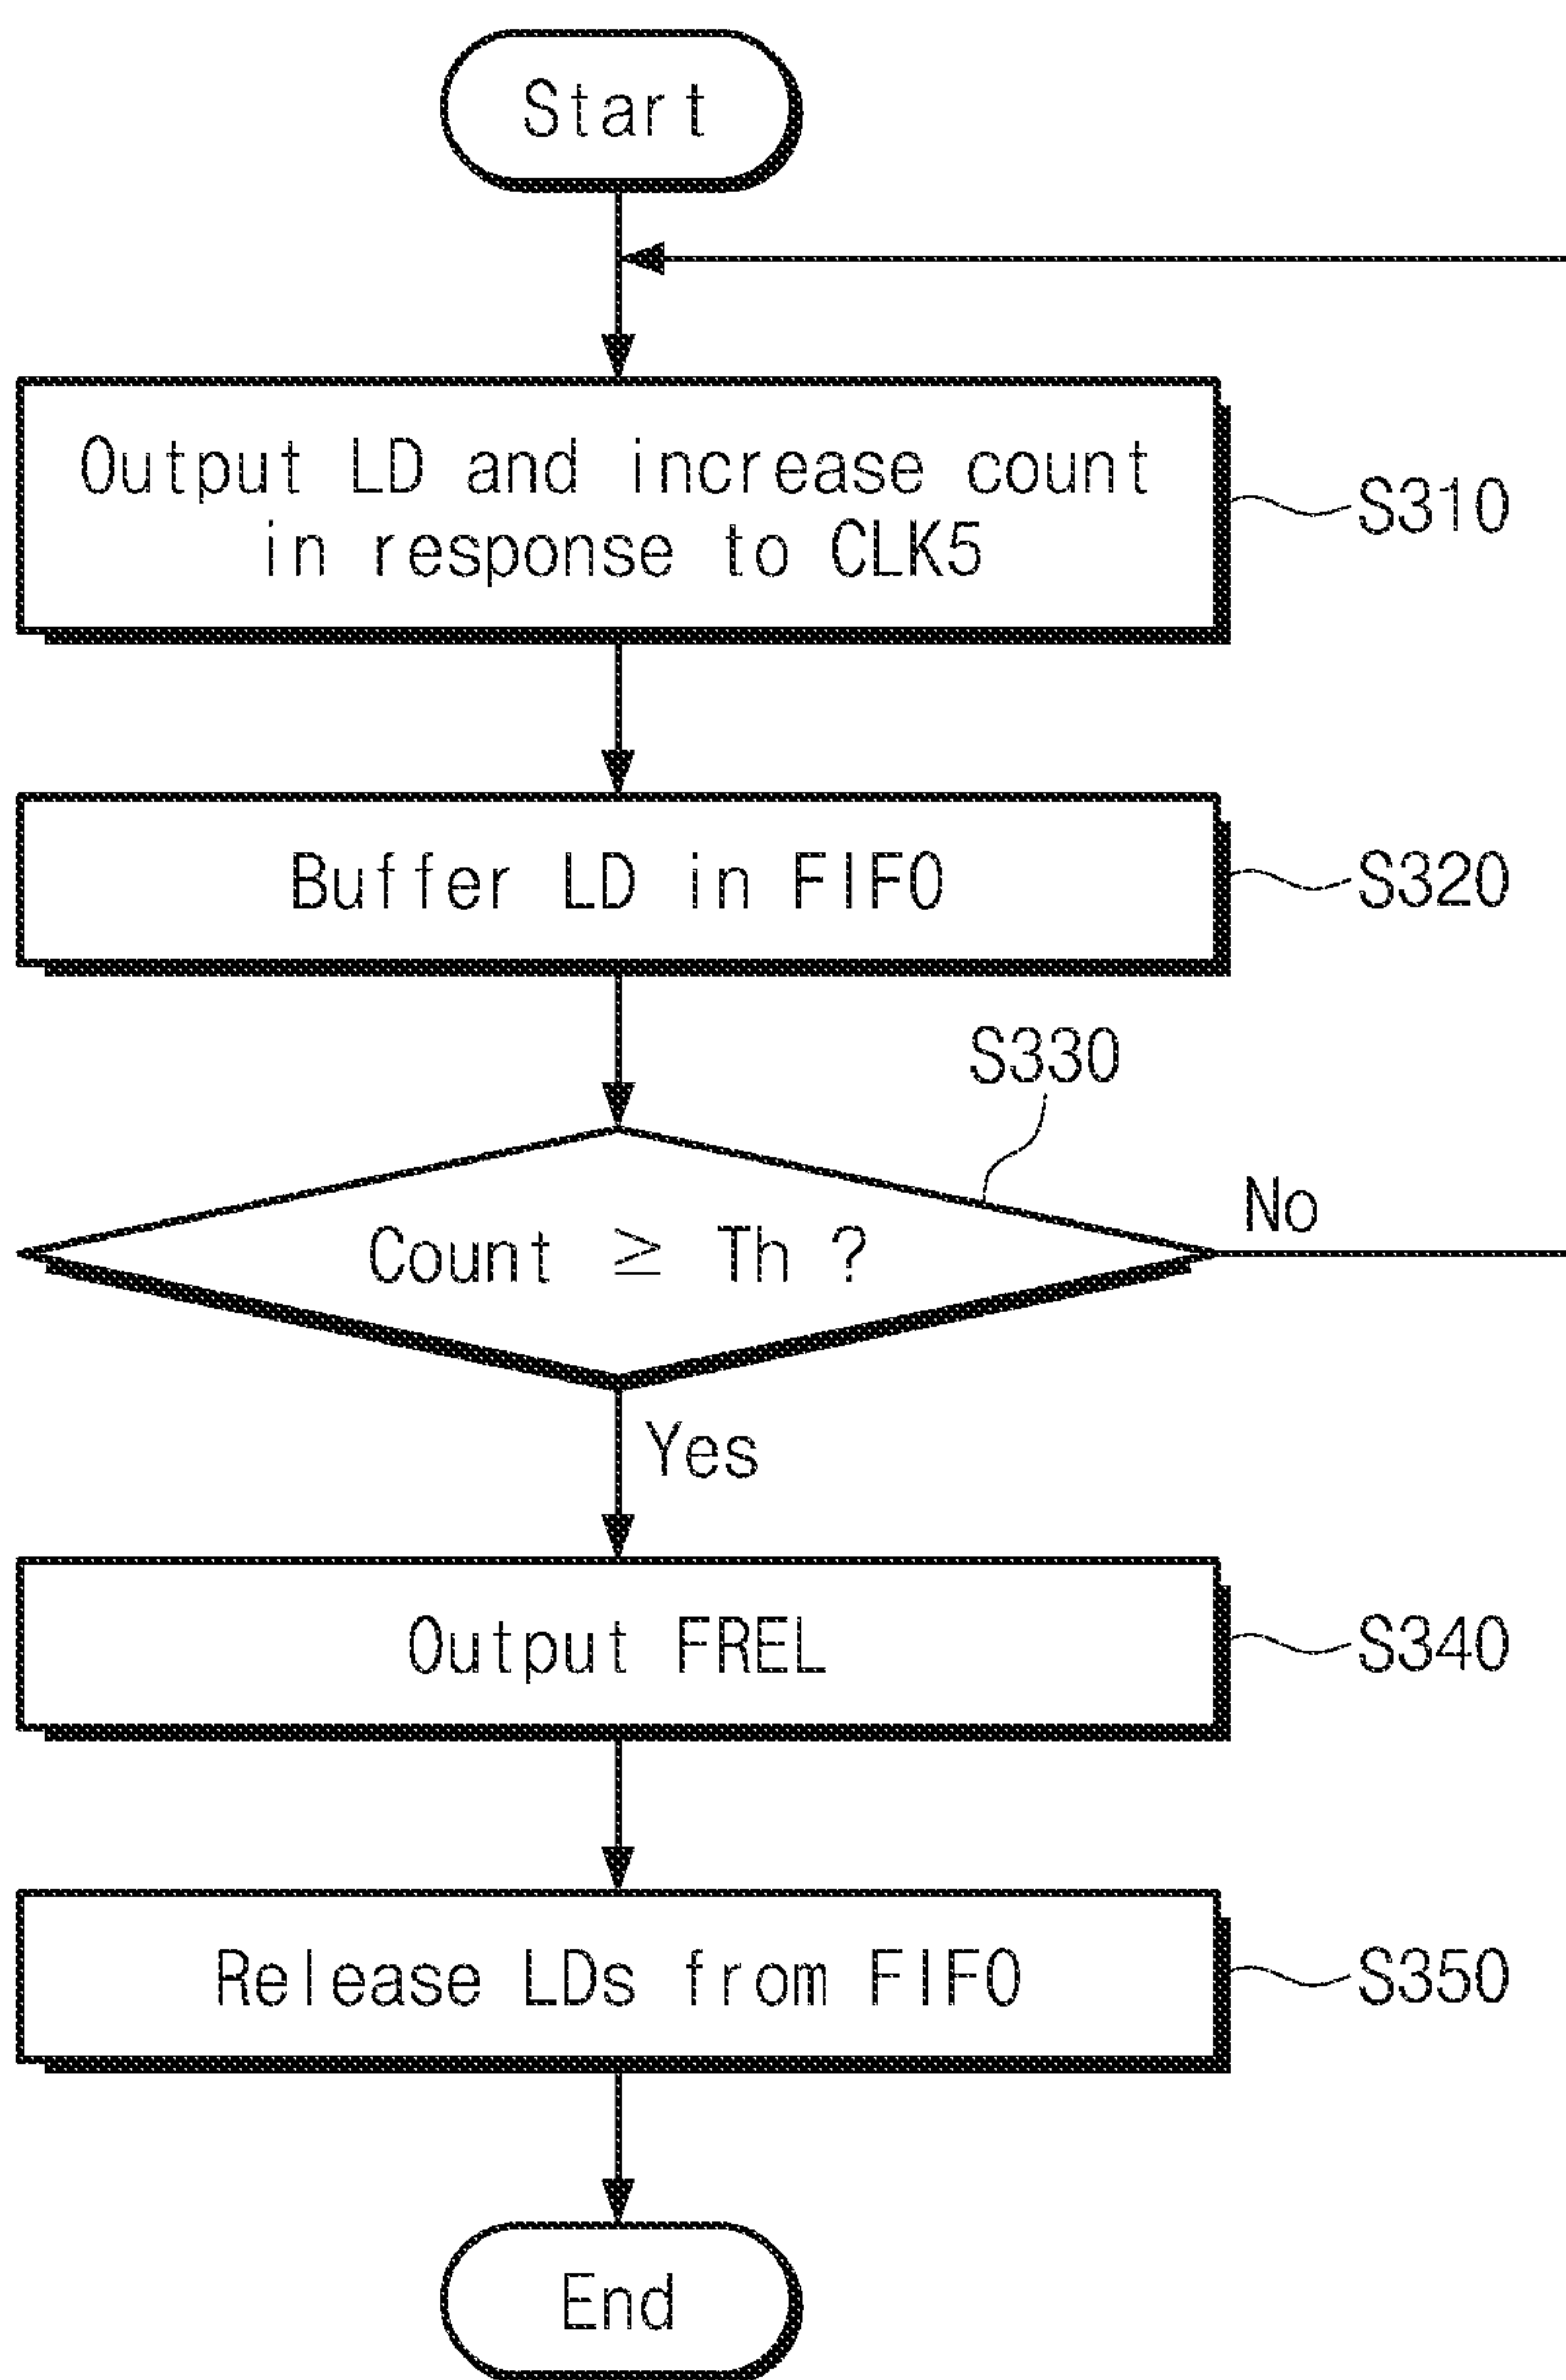 Start
Output LD and increase count
in response to CLK5
S310
Buffer LD in FIFO
S320
S330
Count ≥ Th ?
No
Yes
Output FREL
S340
Release LDs from FIFO
S350
End